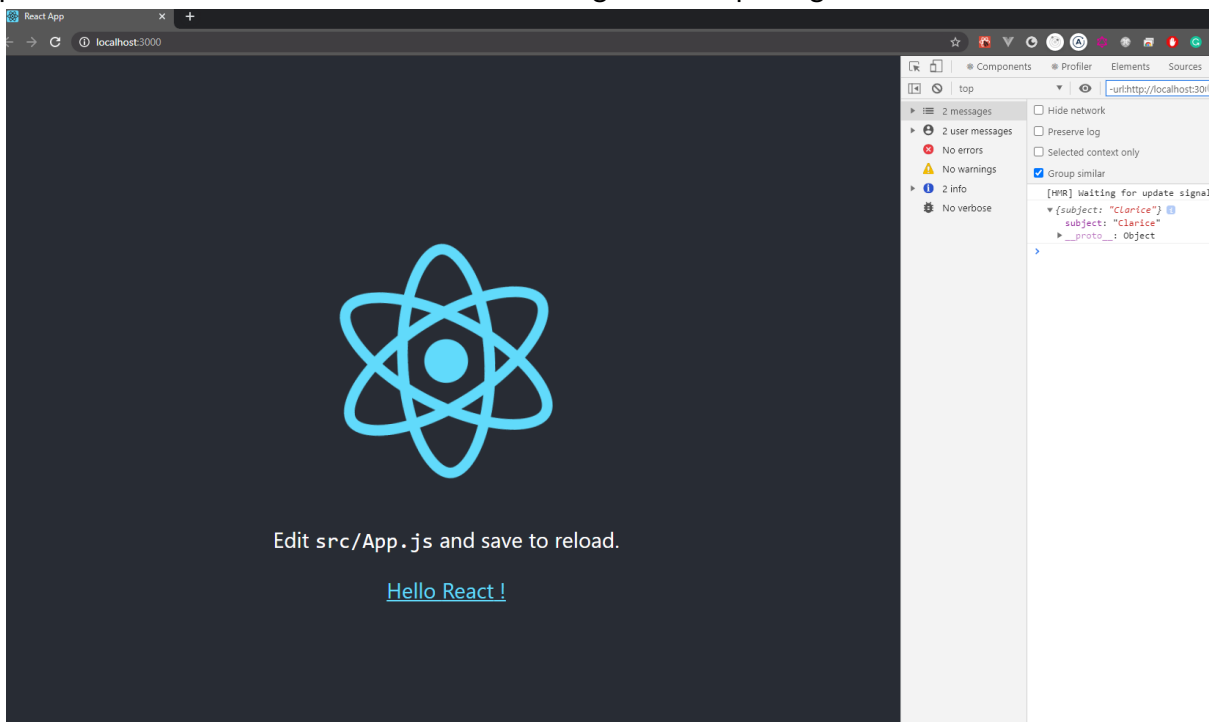 React App
localhost:3000
Components Profiler Elements Sources
top -url:http://localhost:300
2 messages
2 user messages
No errors
No warnings
2 info
No verbose
Hide network
Preserve log
Selected context only
Group similar
[HMR] Waiting for update signal
{subject: "Clarice"}
subject: "Clarice"
__proto__: Object
Edit src/App.js and save to reload.
Hello React !